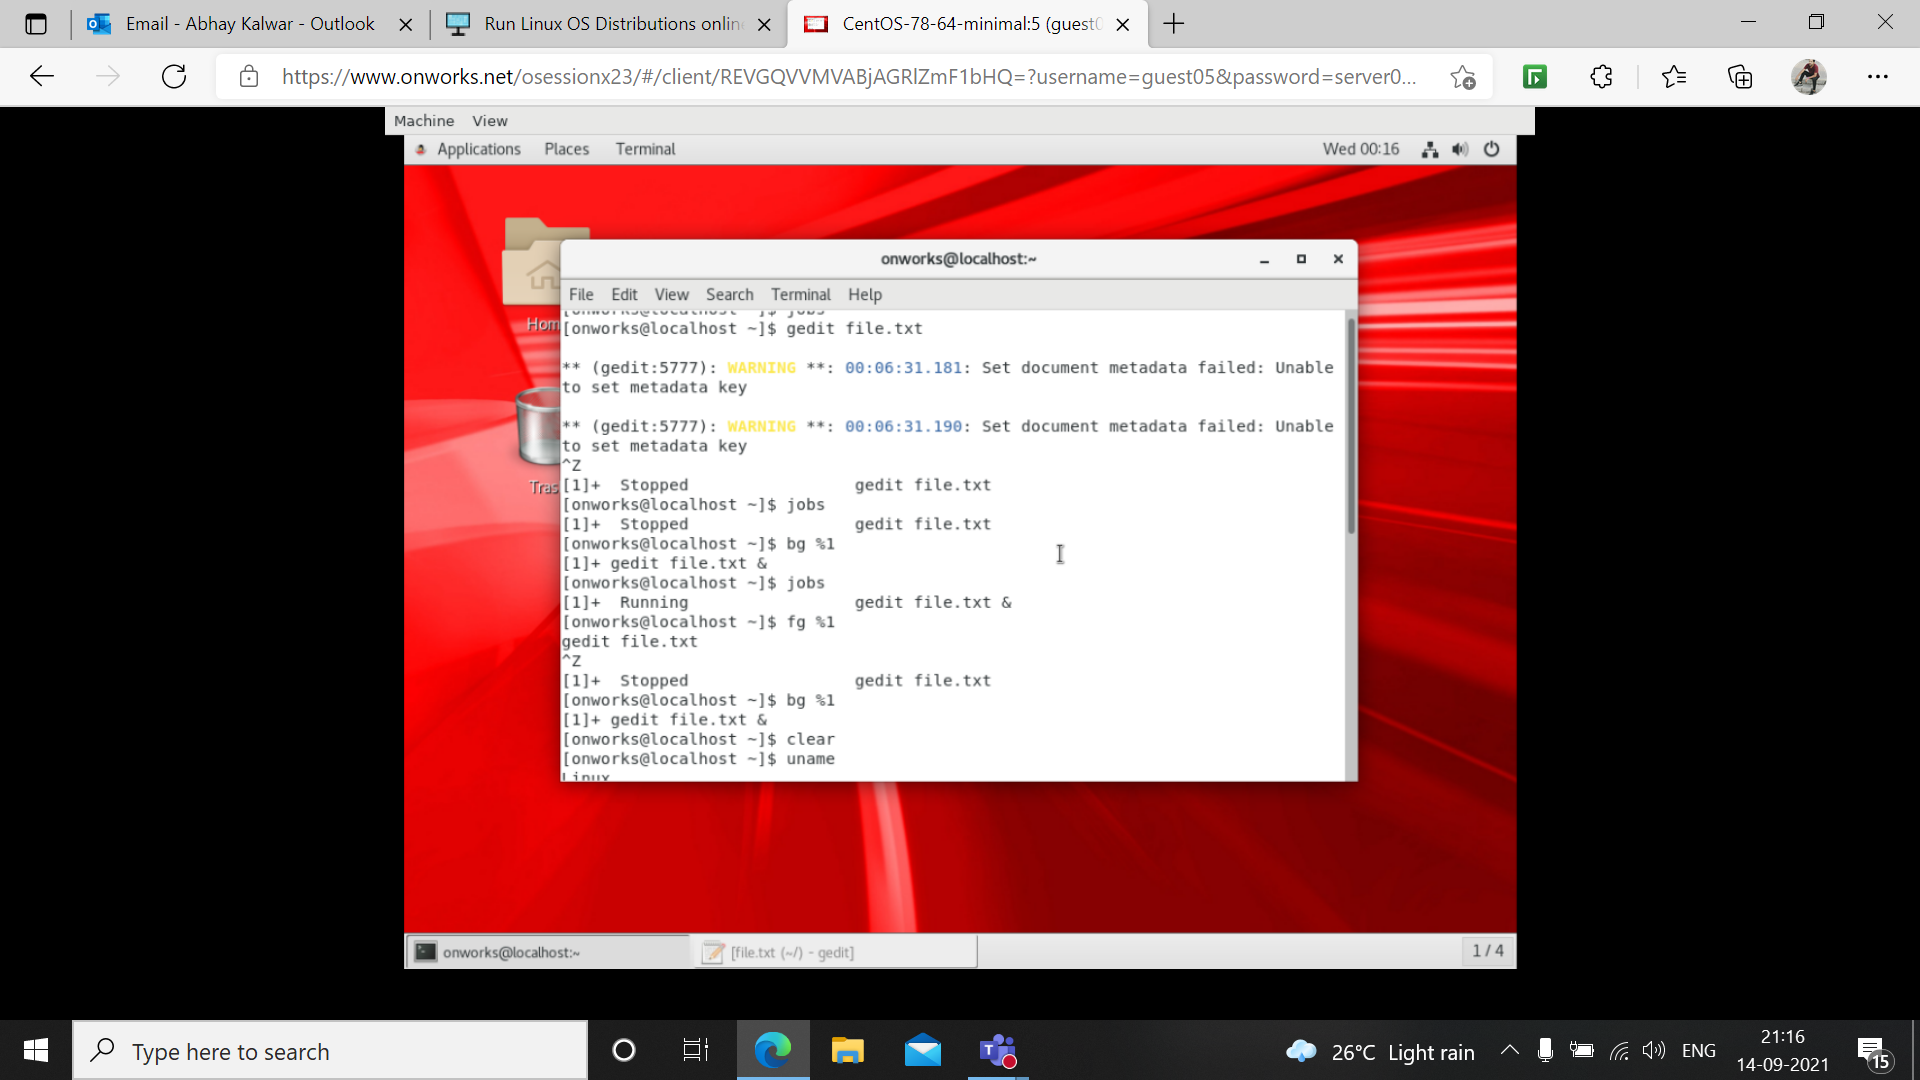 Email - Abhay Kalwar - Outlook
Run Linux OS Distributions onlin
CentOS-78-64-minimal:5 (guest0
https://www.onworks.net/osessionx23/#/client/REVGQVVMVABjAGRlZmF1bHQ=?username=guest05&password=server0...
Machine View
Applications Places Terminal
Wed 00:16
Hom
Tras
onworks@localhost:~
File Edit View Search Terminal Help
[onworks@localhost ~]$ jobs
[onworks@localhost ~]$ gedit file.txt
** (gedit:5777): WARNING **: 00:06:31.181: Set document metadata failed: Unable
to set metadata key
** (gedit:5777): WARNING **: 00:06:31.190: Set document metadata failed: Unable
to set metadata key
^Z
[1]+ Stopped gedit file.txt
[onworks@localhost ~]$ jobs
[1]+ Stopped gedit file.txt
[onworks@localhost ~]$ bg %1
[1]+ gedit file.txt &
[onworks@localhost ~]$ jobs
[1]+ Running gedit file.txt &
[onworks@localhost ~]$ fg %1
gedit file.txt
^Z
[1]+ Stopped gedit file.txt
[onworks@localhost ~]$ bg %1
[1]+ gedit file.txt &
[onworks@localhost ~]$ clear
[onworks@localhost ~]$ uname
Linux
onworks@localhost:~
[file.txt (~/) - gedit]
1 / 4
Type here to search
26°C Light rain
ENG
21:16
14-09-2021
15